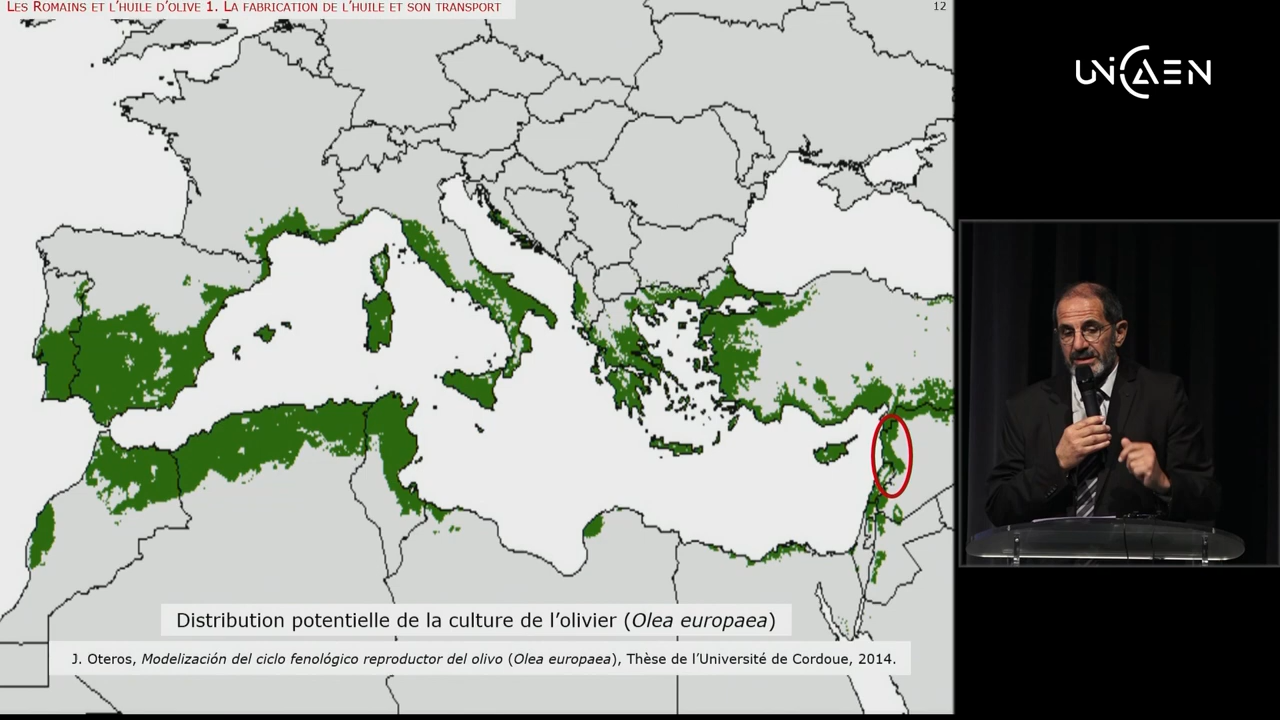 Les Romains et l'huile d'olive 1. La fabrication de l'huile et son transport
12
UNICAEN
Distribution potentielle de la culture de l'olivier (Olea europaea)
J. Oteros, Modelización del ciclo fenológico reproductor del olivo (Olea europaea), Thèse de l'Université de Cordoue, 2014.